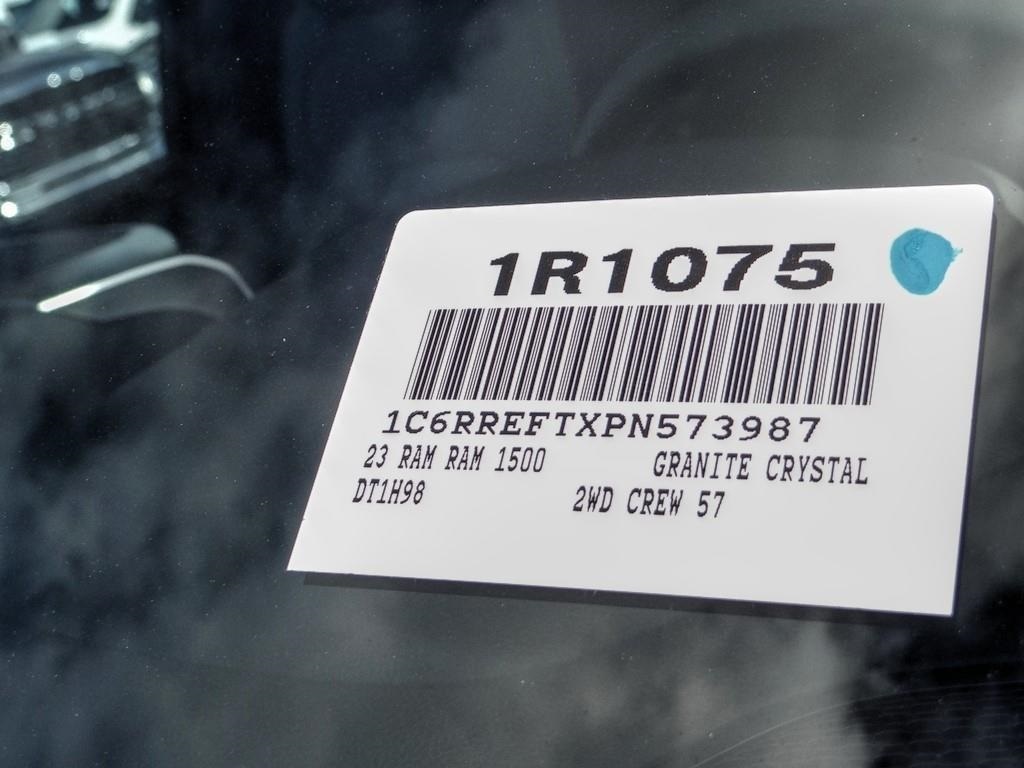 1R1075
1C6RREFTXPN573987
23 RAM RAM 1500 GRANITE CRYSTAL
DT1H98 2WD CREW 57